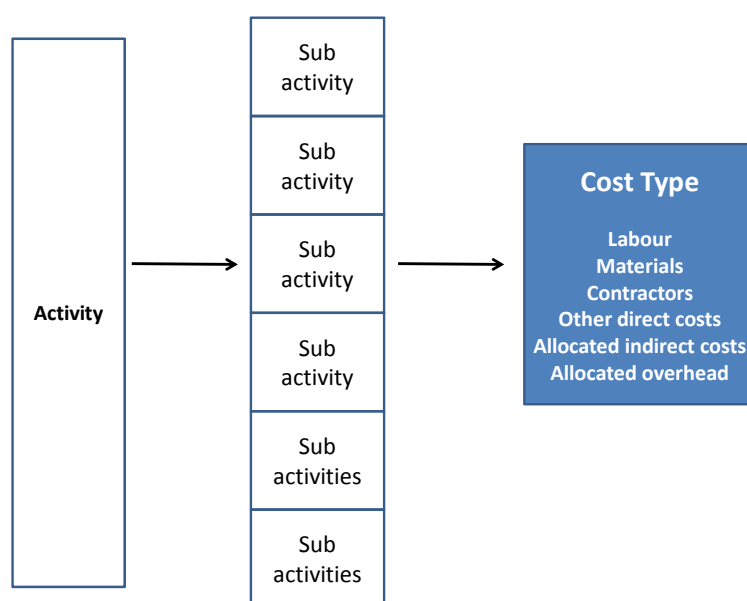 Activity
Sub
activity
Sub
activity
Sub
activity
Sub
activity
Sub
activities
Sub
activities
Cost Type
Labour
Materials
Contractors
Other direct costs
Allocated indirect costs
Allocated overhead